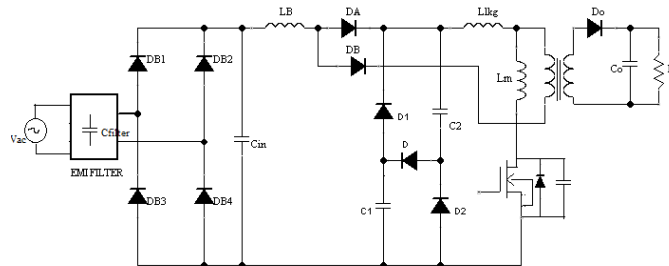 LB
DA
Llkg
Do
DB1
DB2
DB
Lm
Co
Vac
Cfilter
EMI FILTER
Cin
D1
C2
D
DB3
DB4
C1
D2